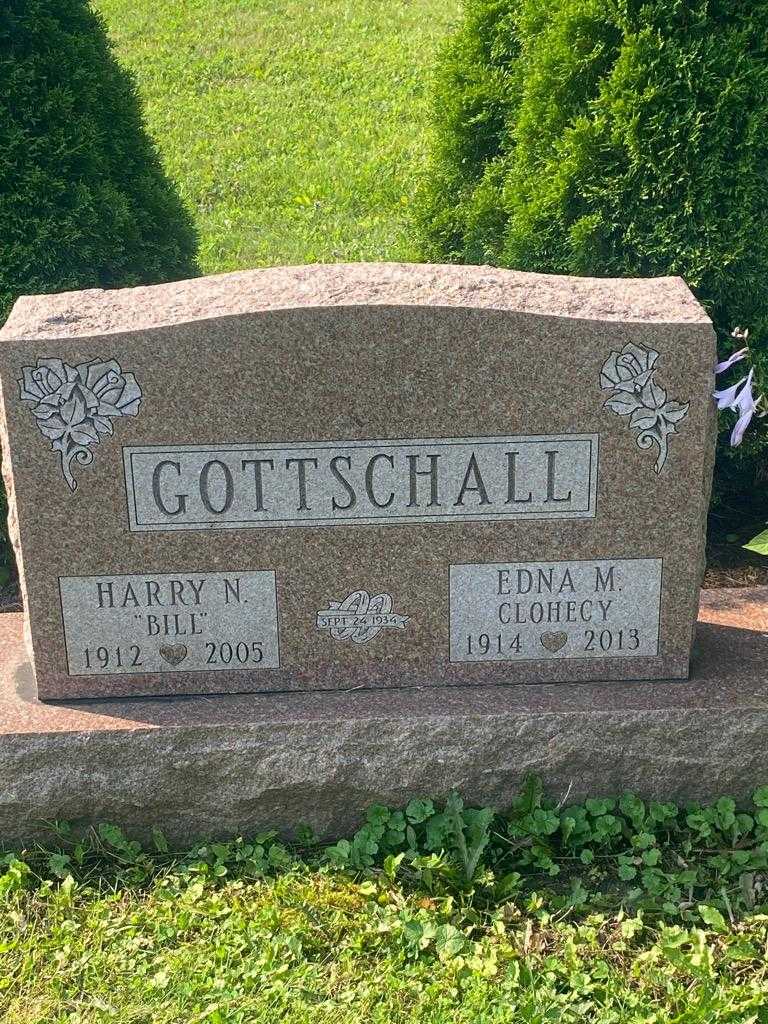 GOTTSCHALL
HARRY N.
"BILL"
1912 2005
SEPT 24 1934
EDNA M.
CLOHECY
1914 2013